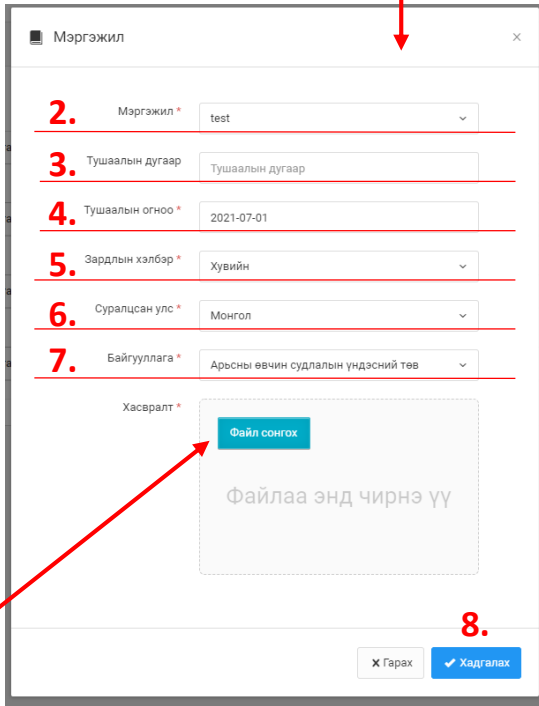 Мэргэжил ×
2. Мэргэжил * test
3. Тушаалын дугаар Тушаалын дугаар
4. Тушаалын огноо * 2021-07-01
5. Зардлын хэлбэр * Хувийн
6. Суралцсан улс * Монгол
7. Байгууллага * Арьсны өвчин судлалын үндэсний төв
Хасвралт *
Файл сонгох
Файлаа энд чирнэ үү
8.
x Гарах ✔ Хадгалах